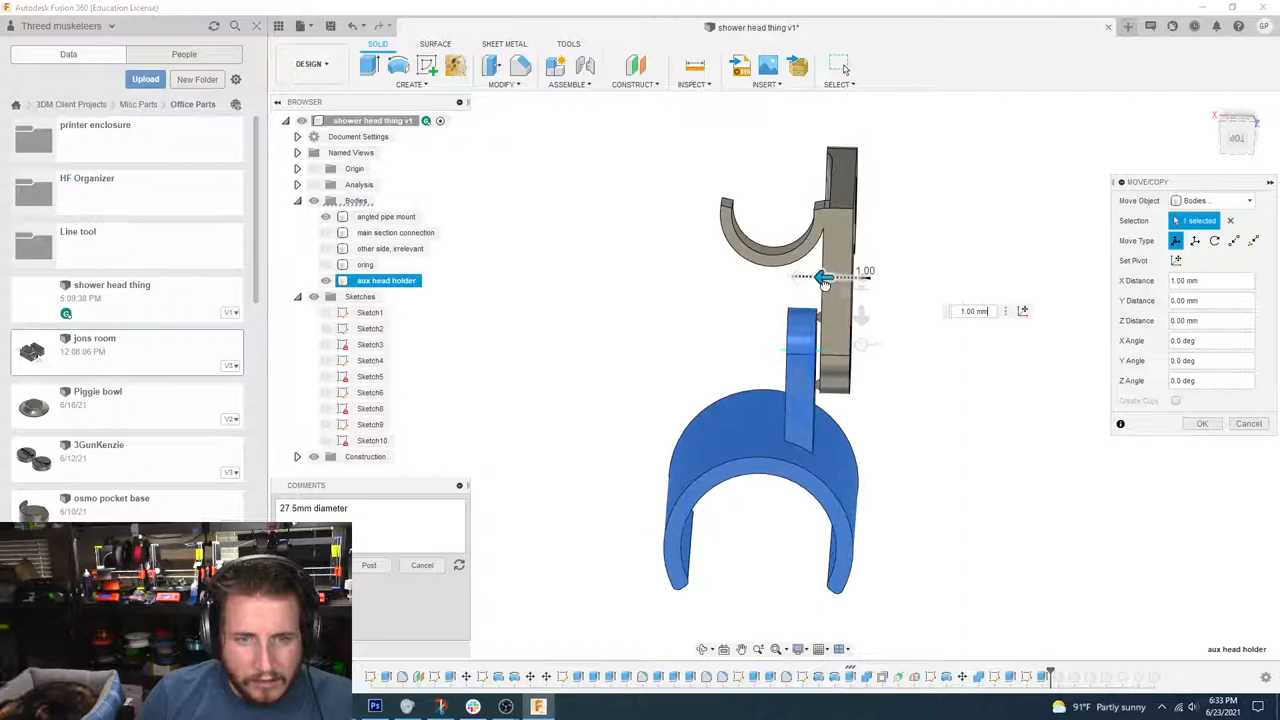 Autodesk Fusion 360 (Education License)
Threed musketeers
shower head thing v1*
GP
Data
People
Upload
New Folder
3DM Client Projects
Misc Parts
Office Parts
printer enclosure
HF Organizer
Line tool
shower head thing
5:09:38 PM
V1
jons room
12:08:06 PM
V3
Piggie bowl
6/16/21
V2
3GunKenzie
6/12/21
V3
osmo pocket base
6/10/21
DESIGN
SOLID
SURFACE
SHEET METAL
TOOLS
CREATE
MODIFY
ASSEMBLE
CONSTRUCT
INSPECT
INSERT
SELECT
BROWSER
shower head thing v1
Document Settings
Named Views
Origin
Analysis
Bodies
angled pipe mount
main section connection
other side, irrelevant
oring
aux head holder
Sketches
Sketch1
Sketch2
Sketch3
Sketch4
Sketch5
Sketch6
Sketch8
Sketch9
Sketch10
Construction
COMMENTS
27.5mm diameter
Post
Cancel
1.00
1.00 mm
X
Z
TOP
MOVE/COPY
Move Object
Bodies...
Selection
1 selected
Move Type
Set Pivot
X Distance
1.00 mm
Y Distance
0.00 mm
Z Distance
0.00 mm
X Angle
0.0 deg
Y Angle
0.0 deg
Z Angle
0.0 deg
Create Copy
OK
Cancel
aux head holder
Ps
91°F Partly sunny
6:33 PM
6/23/2021